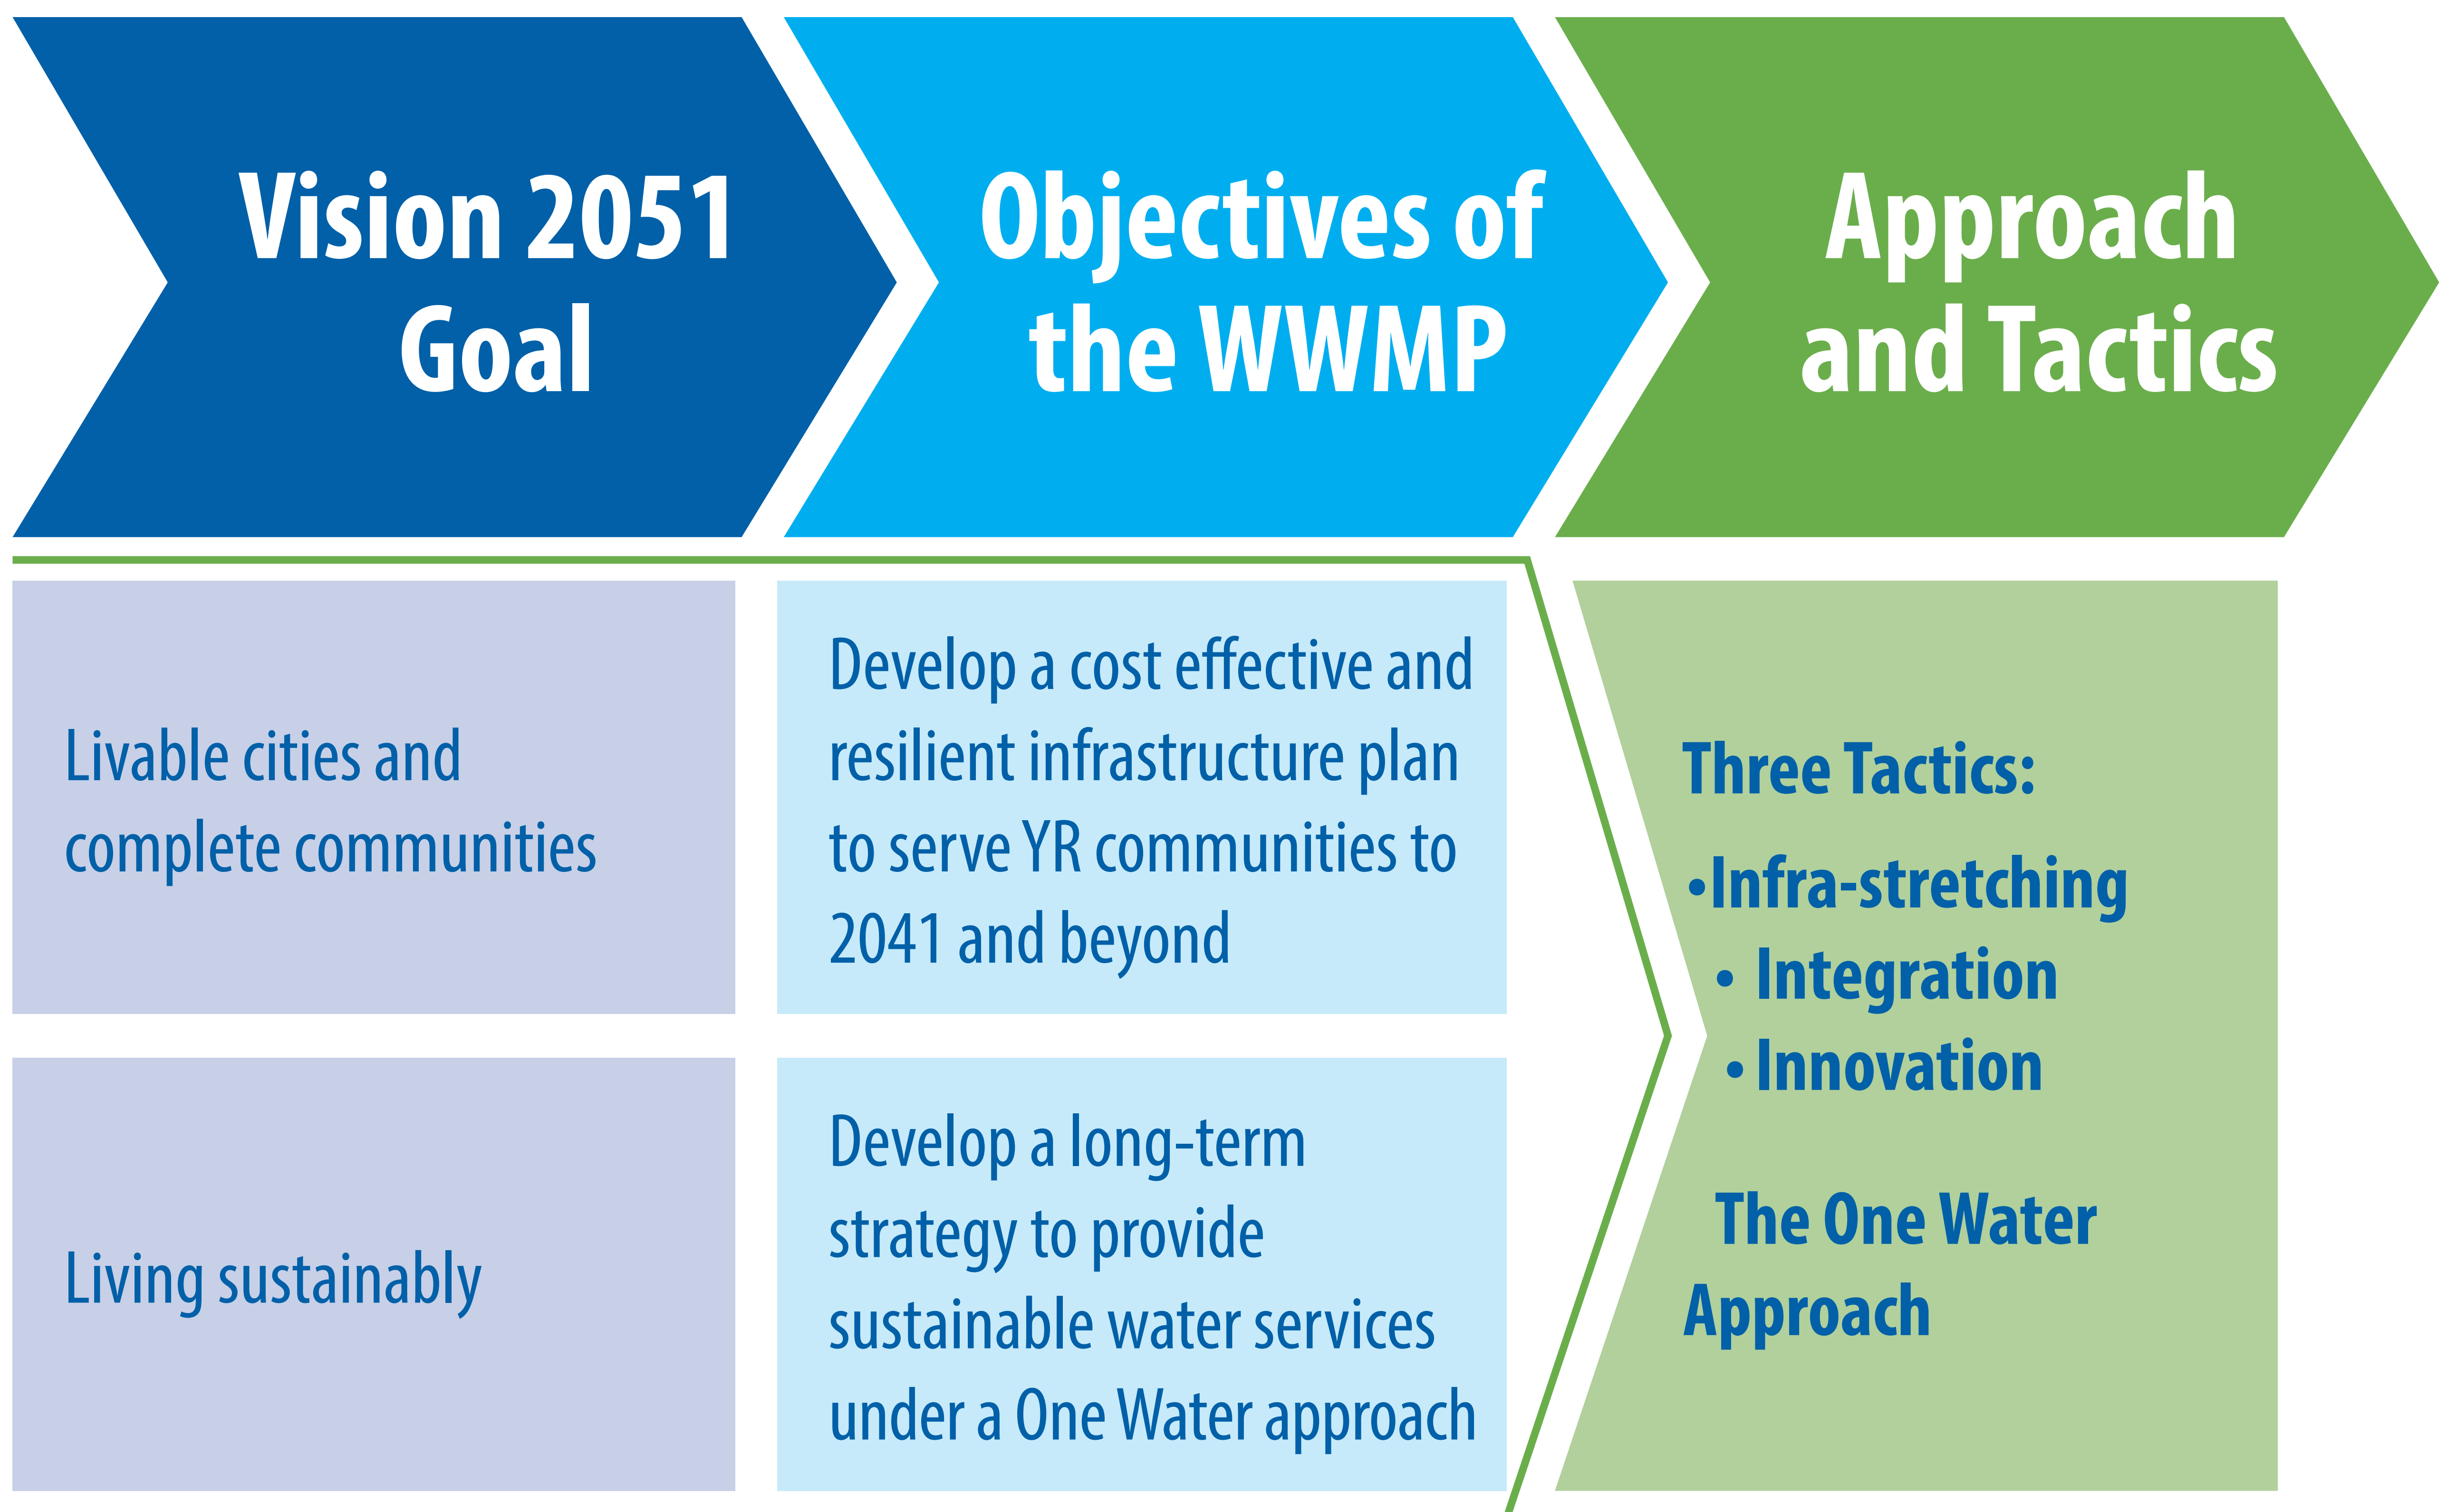 Vision 2051
Goal
Objectives of
the WWMP
Approach
and Tactics
Livable cities and
complete communities
Develop a cost effective and
resilient infrastructure plan
to serve YR communities to
2041 and beyond
Living sustainably
Develop a long-term
strategy to provide
sustainable water services
under a One Water approach
Three Tactics:
•Infra-stretching
• Integration
• Innovation
The One Water
Approach